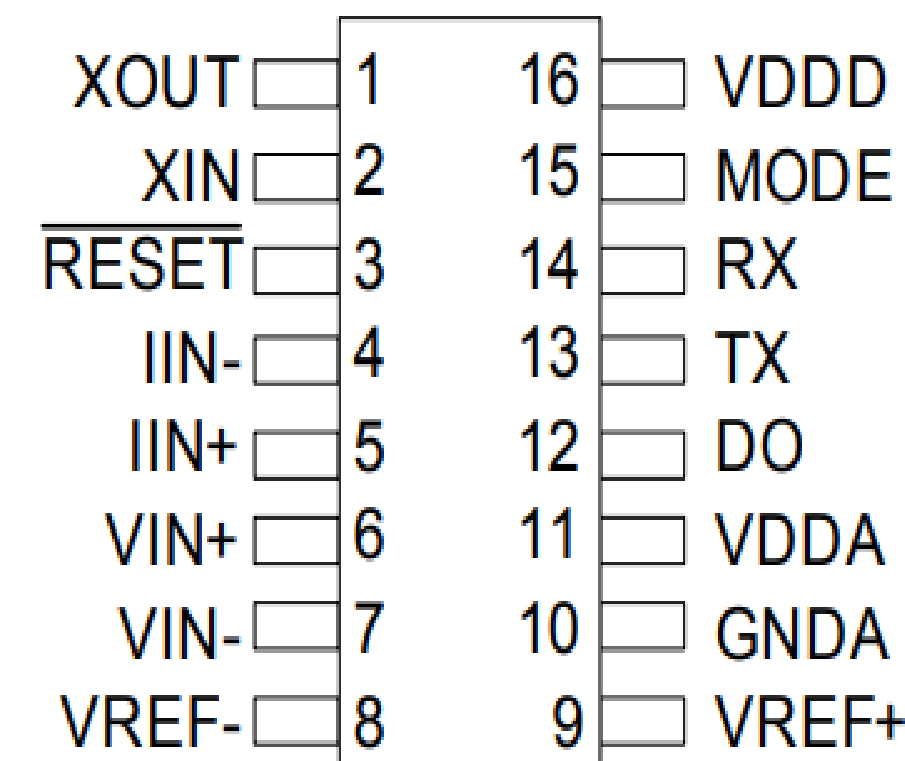 XOUT 1 16 VDDD
XIN 2 15 MODE
RESET 3 14 RX
IIN- 4 13 TX
IIN+ 5 12 DO
VIN+ 6 11 VDDA
VIN- 7 10 GNDA
VREF- 8 9 VREF+